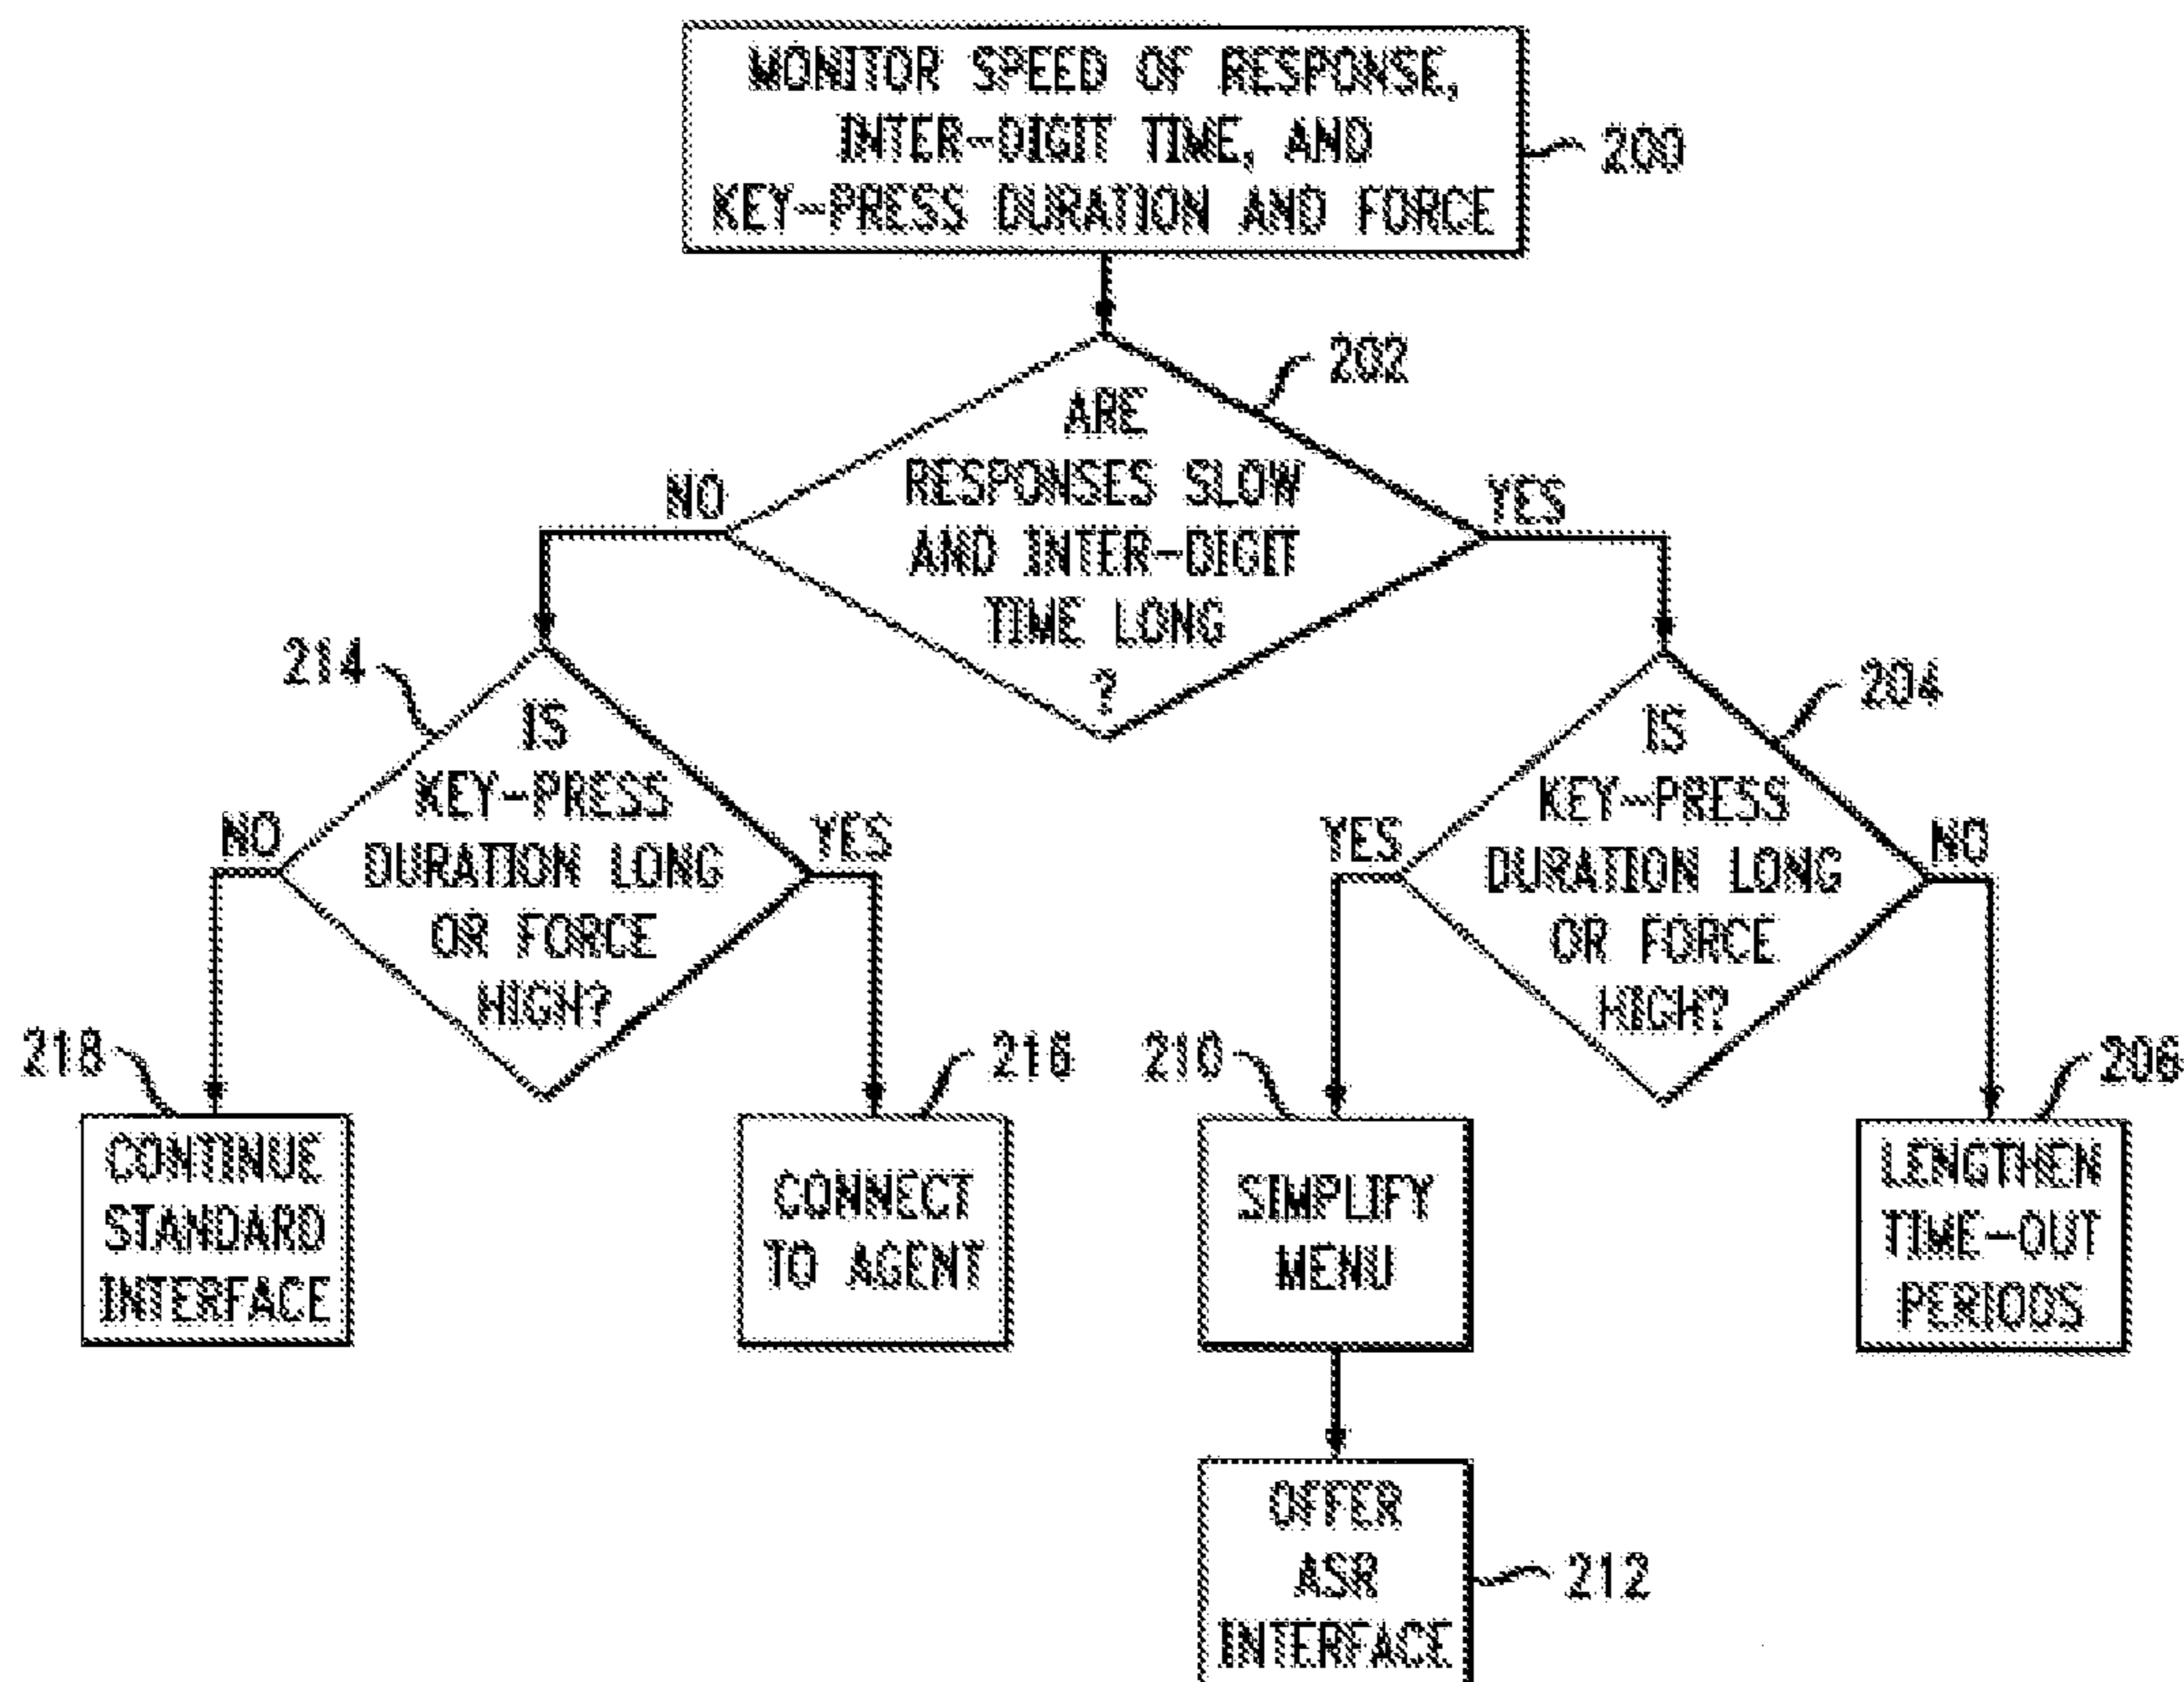 MONITOR SPEED OF RESPONSE,
INTER-DIGIT TIME, AND
KEY-PRESS DURATION AND FORCE
200
202
ARE
RESPONSES SLOW
AND INTER-DIGIT
TIME LONG
?
NO
YES
214
IS
KEY-PRESS
DURATION LONG
OR FORCE
HIGH?
NO
YES
204
IS
KEY-PRESS
DURATION LONG
OR FORCE
HIGH?
YES
NO
218
CONTINUE
STANDARD
INTERFACE
216
CONNECT
TO AGENT
210
SIMPLIFY
MENU
206
LENGTHEN
TIME-OUT
PERIODS
OFFER
ASR
INTERFACE
212